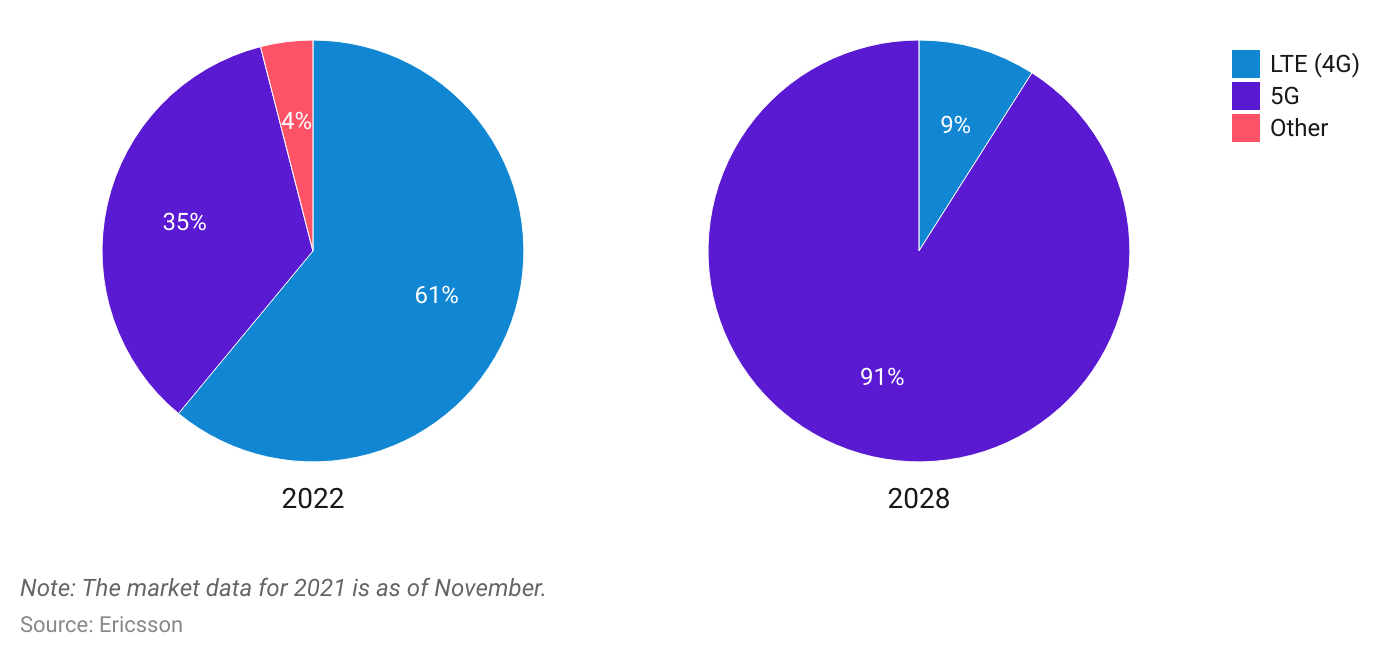 4%
35%
61%
2022
9%
91%
2028
LTE (4G)
5G
Other
Note: The market data for 2021 is as of November.
Source: Ericsson